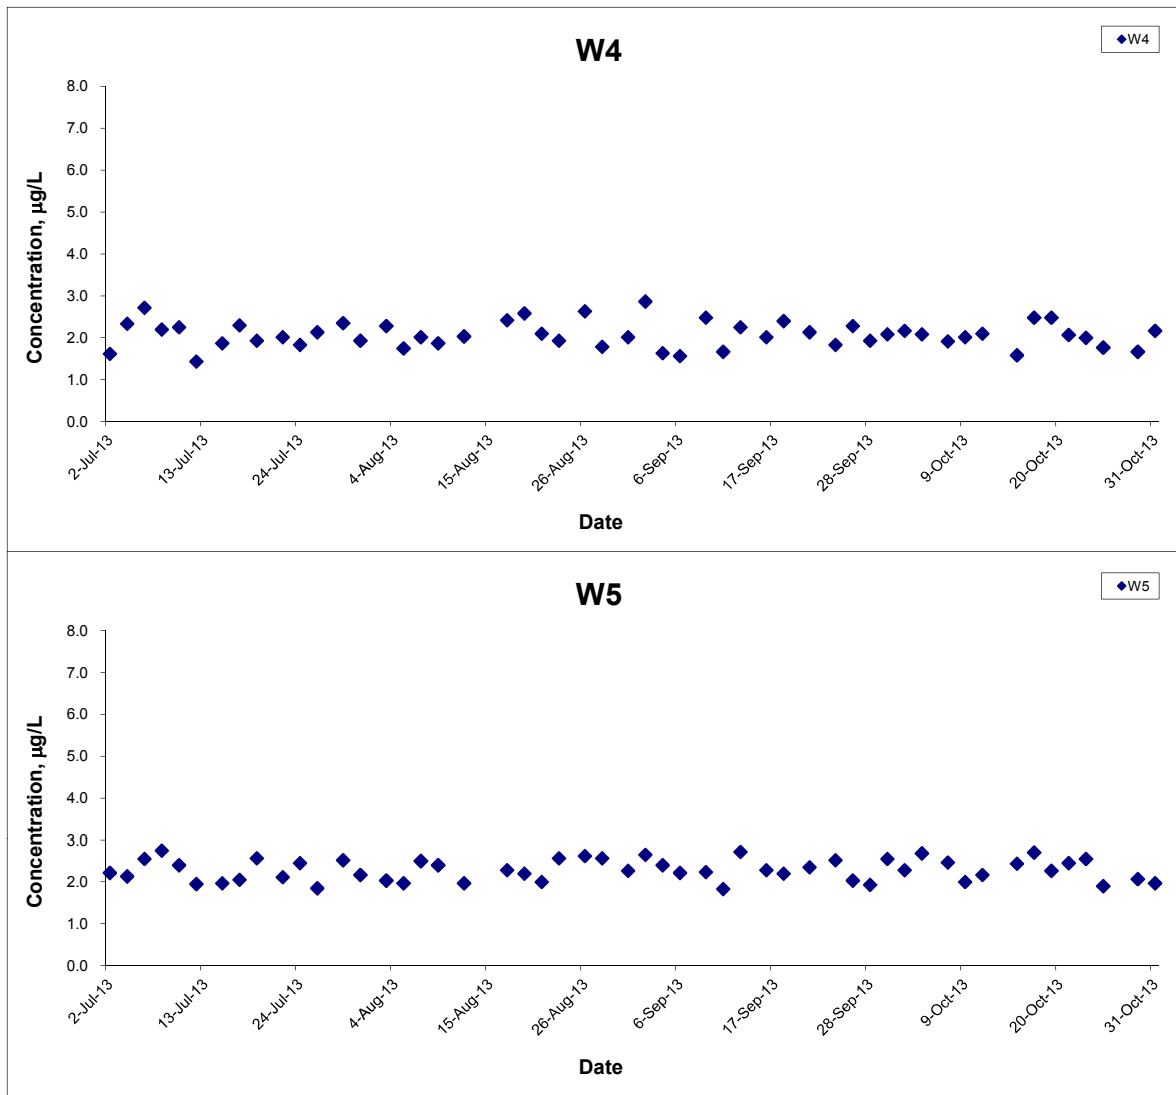 W4
W4
8.0
7.0
6.0
5.0
4.0
3.0
2.0
1.0
0.0
Concentration, µg/L
2-Jul-13
13-Jul-13
24-Jul-13
4-Aug-13
15-Aug-13
26-Aug-13
6-Sep-13
17-Sep-13
28-Sep-13
9-Oct-13
20-Oct-13
31-Oct-13
Date
W5
W5
8.0
7.0
6.0
5.0
4.0
3.0
2.0
1.0
0.0
Concentration, µg/L
2-Jul-13
13-Jul-13
24-Jul-13
4-Aug-13
15-Aug-13
26-Aug-13
6-Sep-13
17-Sep-13
28-Sep-13
9-Oct-13
20-Oct-13
31-Oct-13
Date